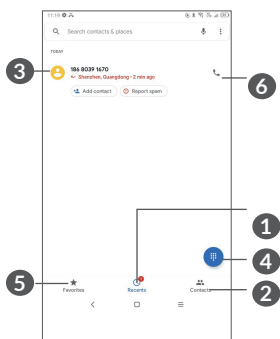 11:19
Search contacts & places
TODAY
186 8039 1670
Shenzhen, Guangdong • 2 min ago
Add contact
Report spam
3
6
1
4
5
2
Favorites
Recents
Contacts